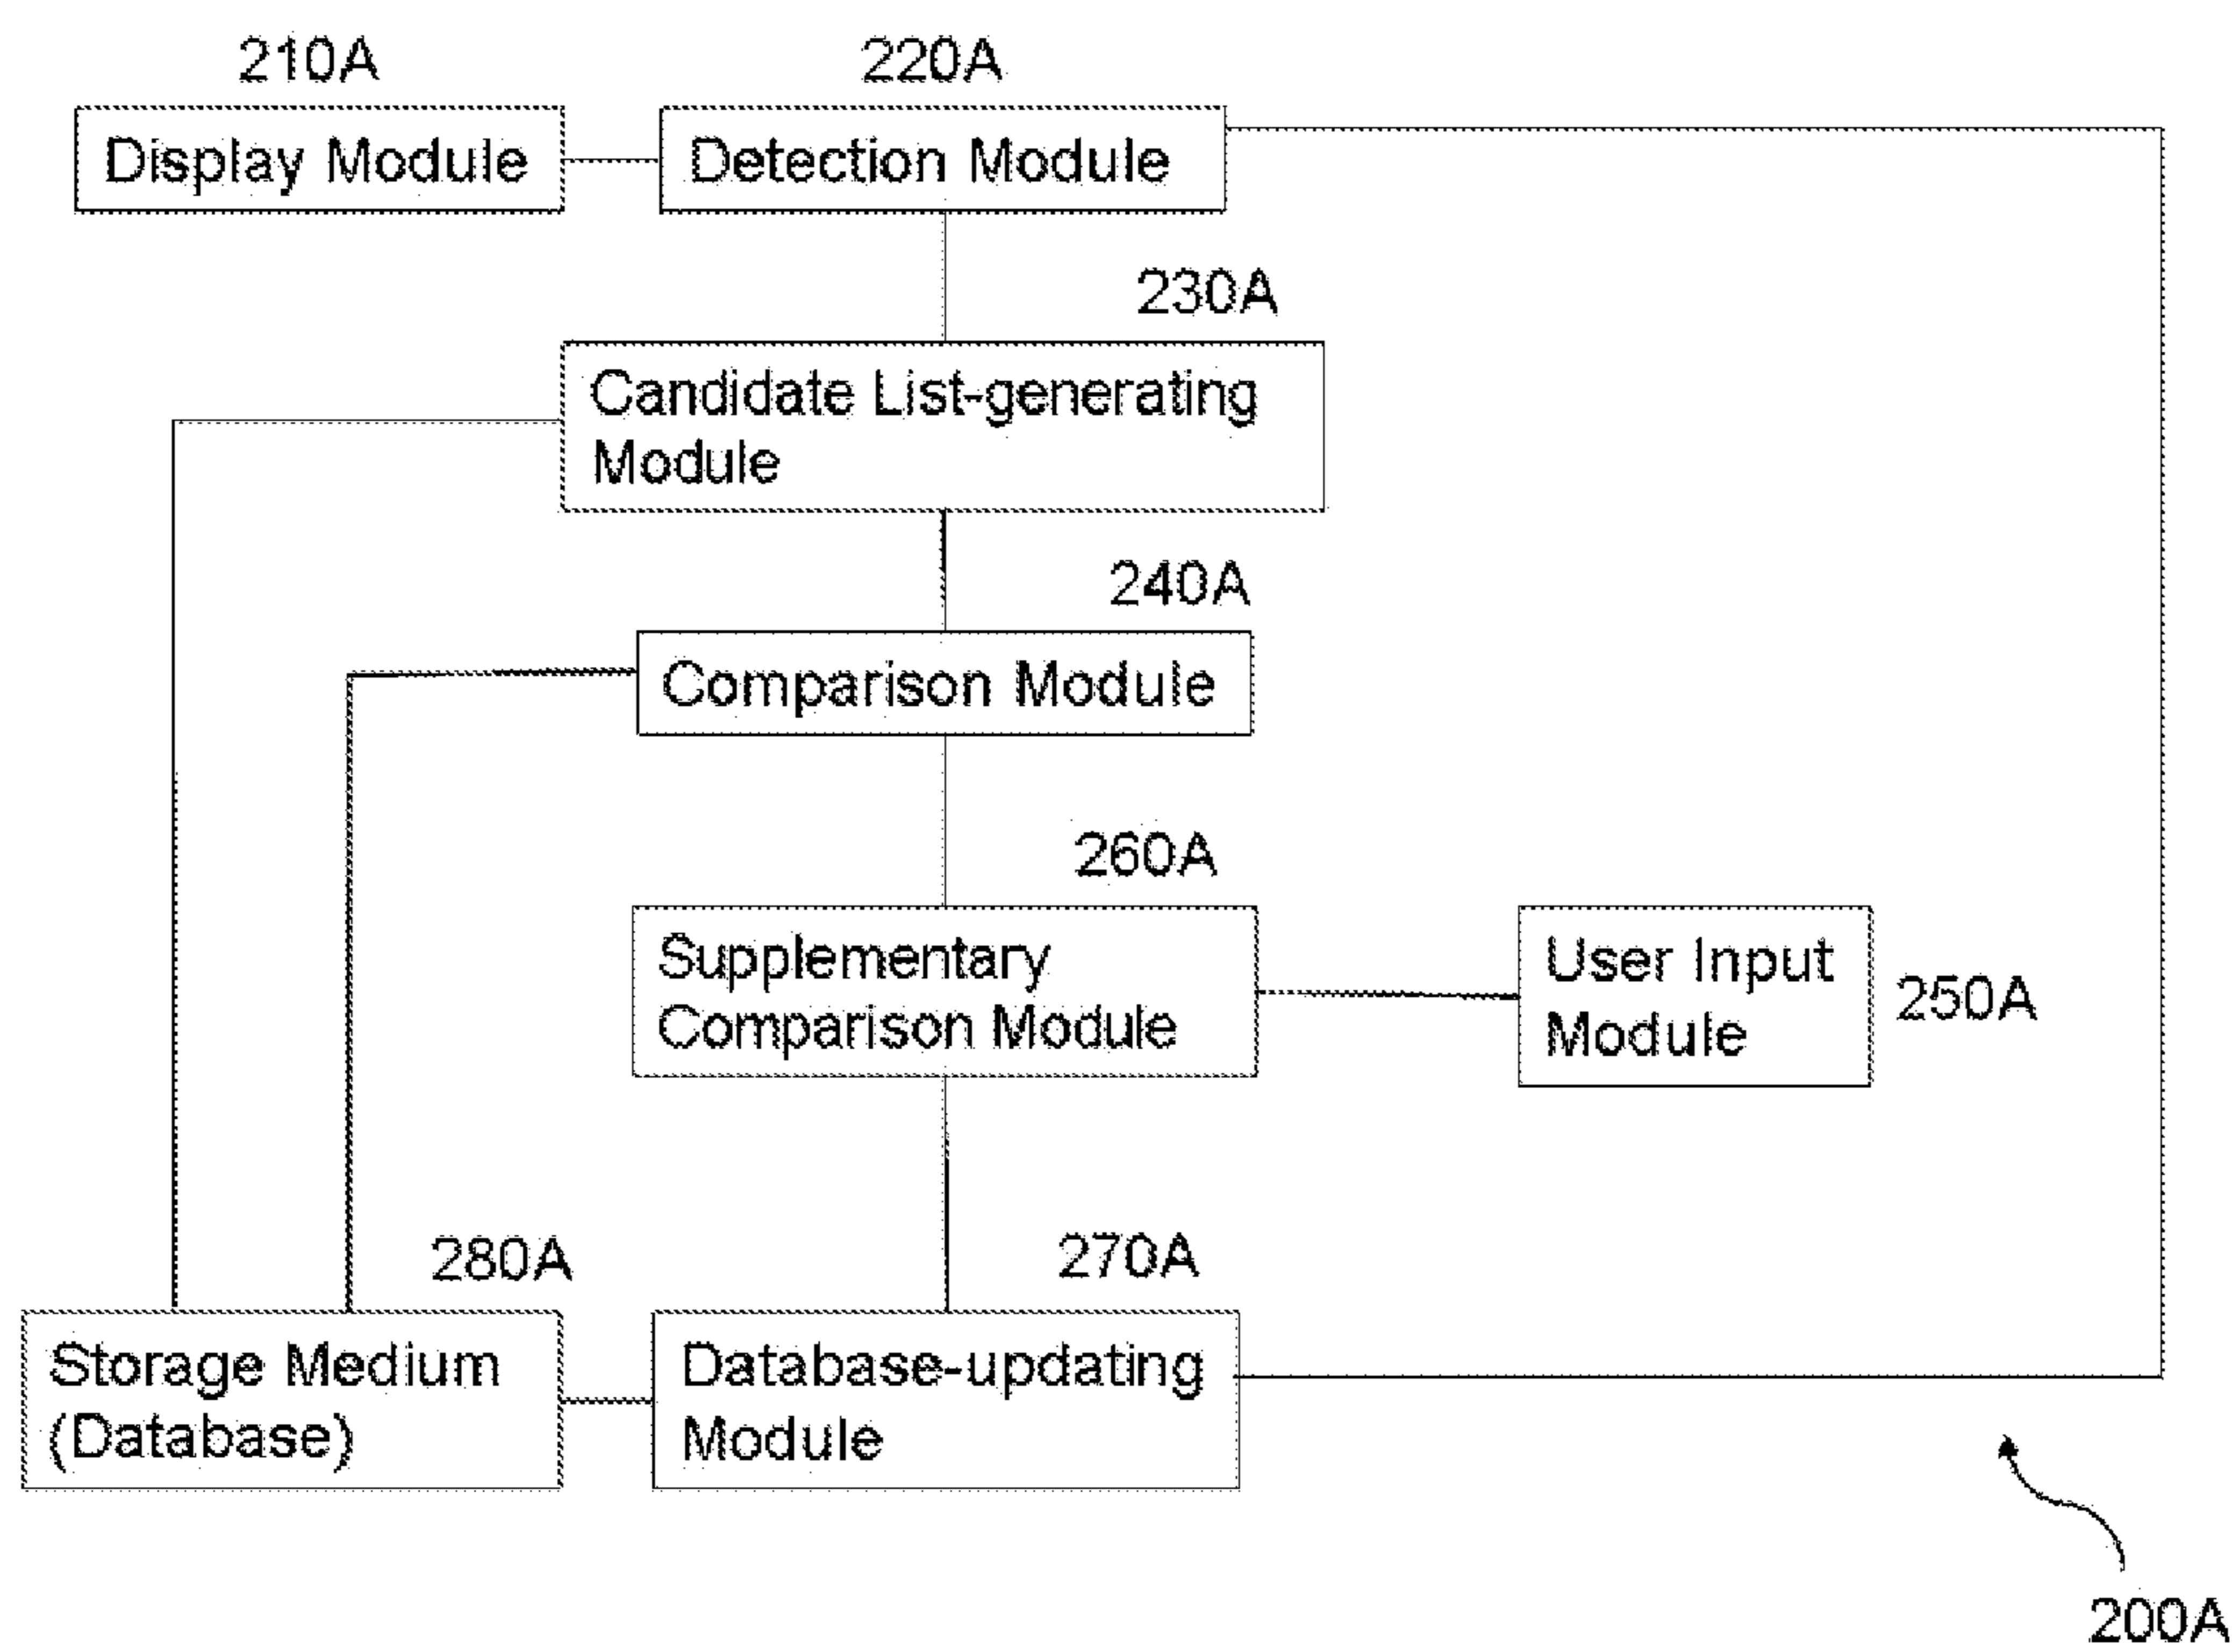 210A
220A
Display Module
Detection Module
230A
Candidate List-generating
Module
240A
Comparison Module
260A
Supplementary
Comparison Module
User Input
Module
250A
280A
270A
Storage Medium
(Database)
Database-updating
Module
200A